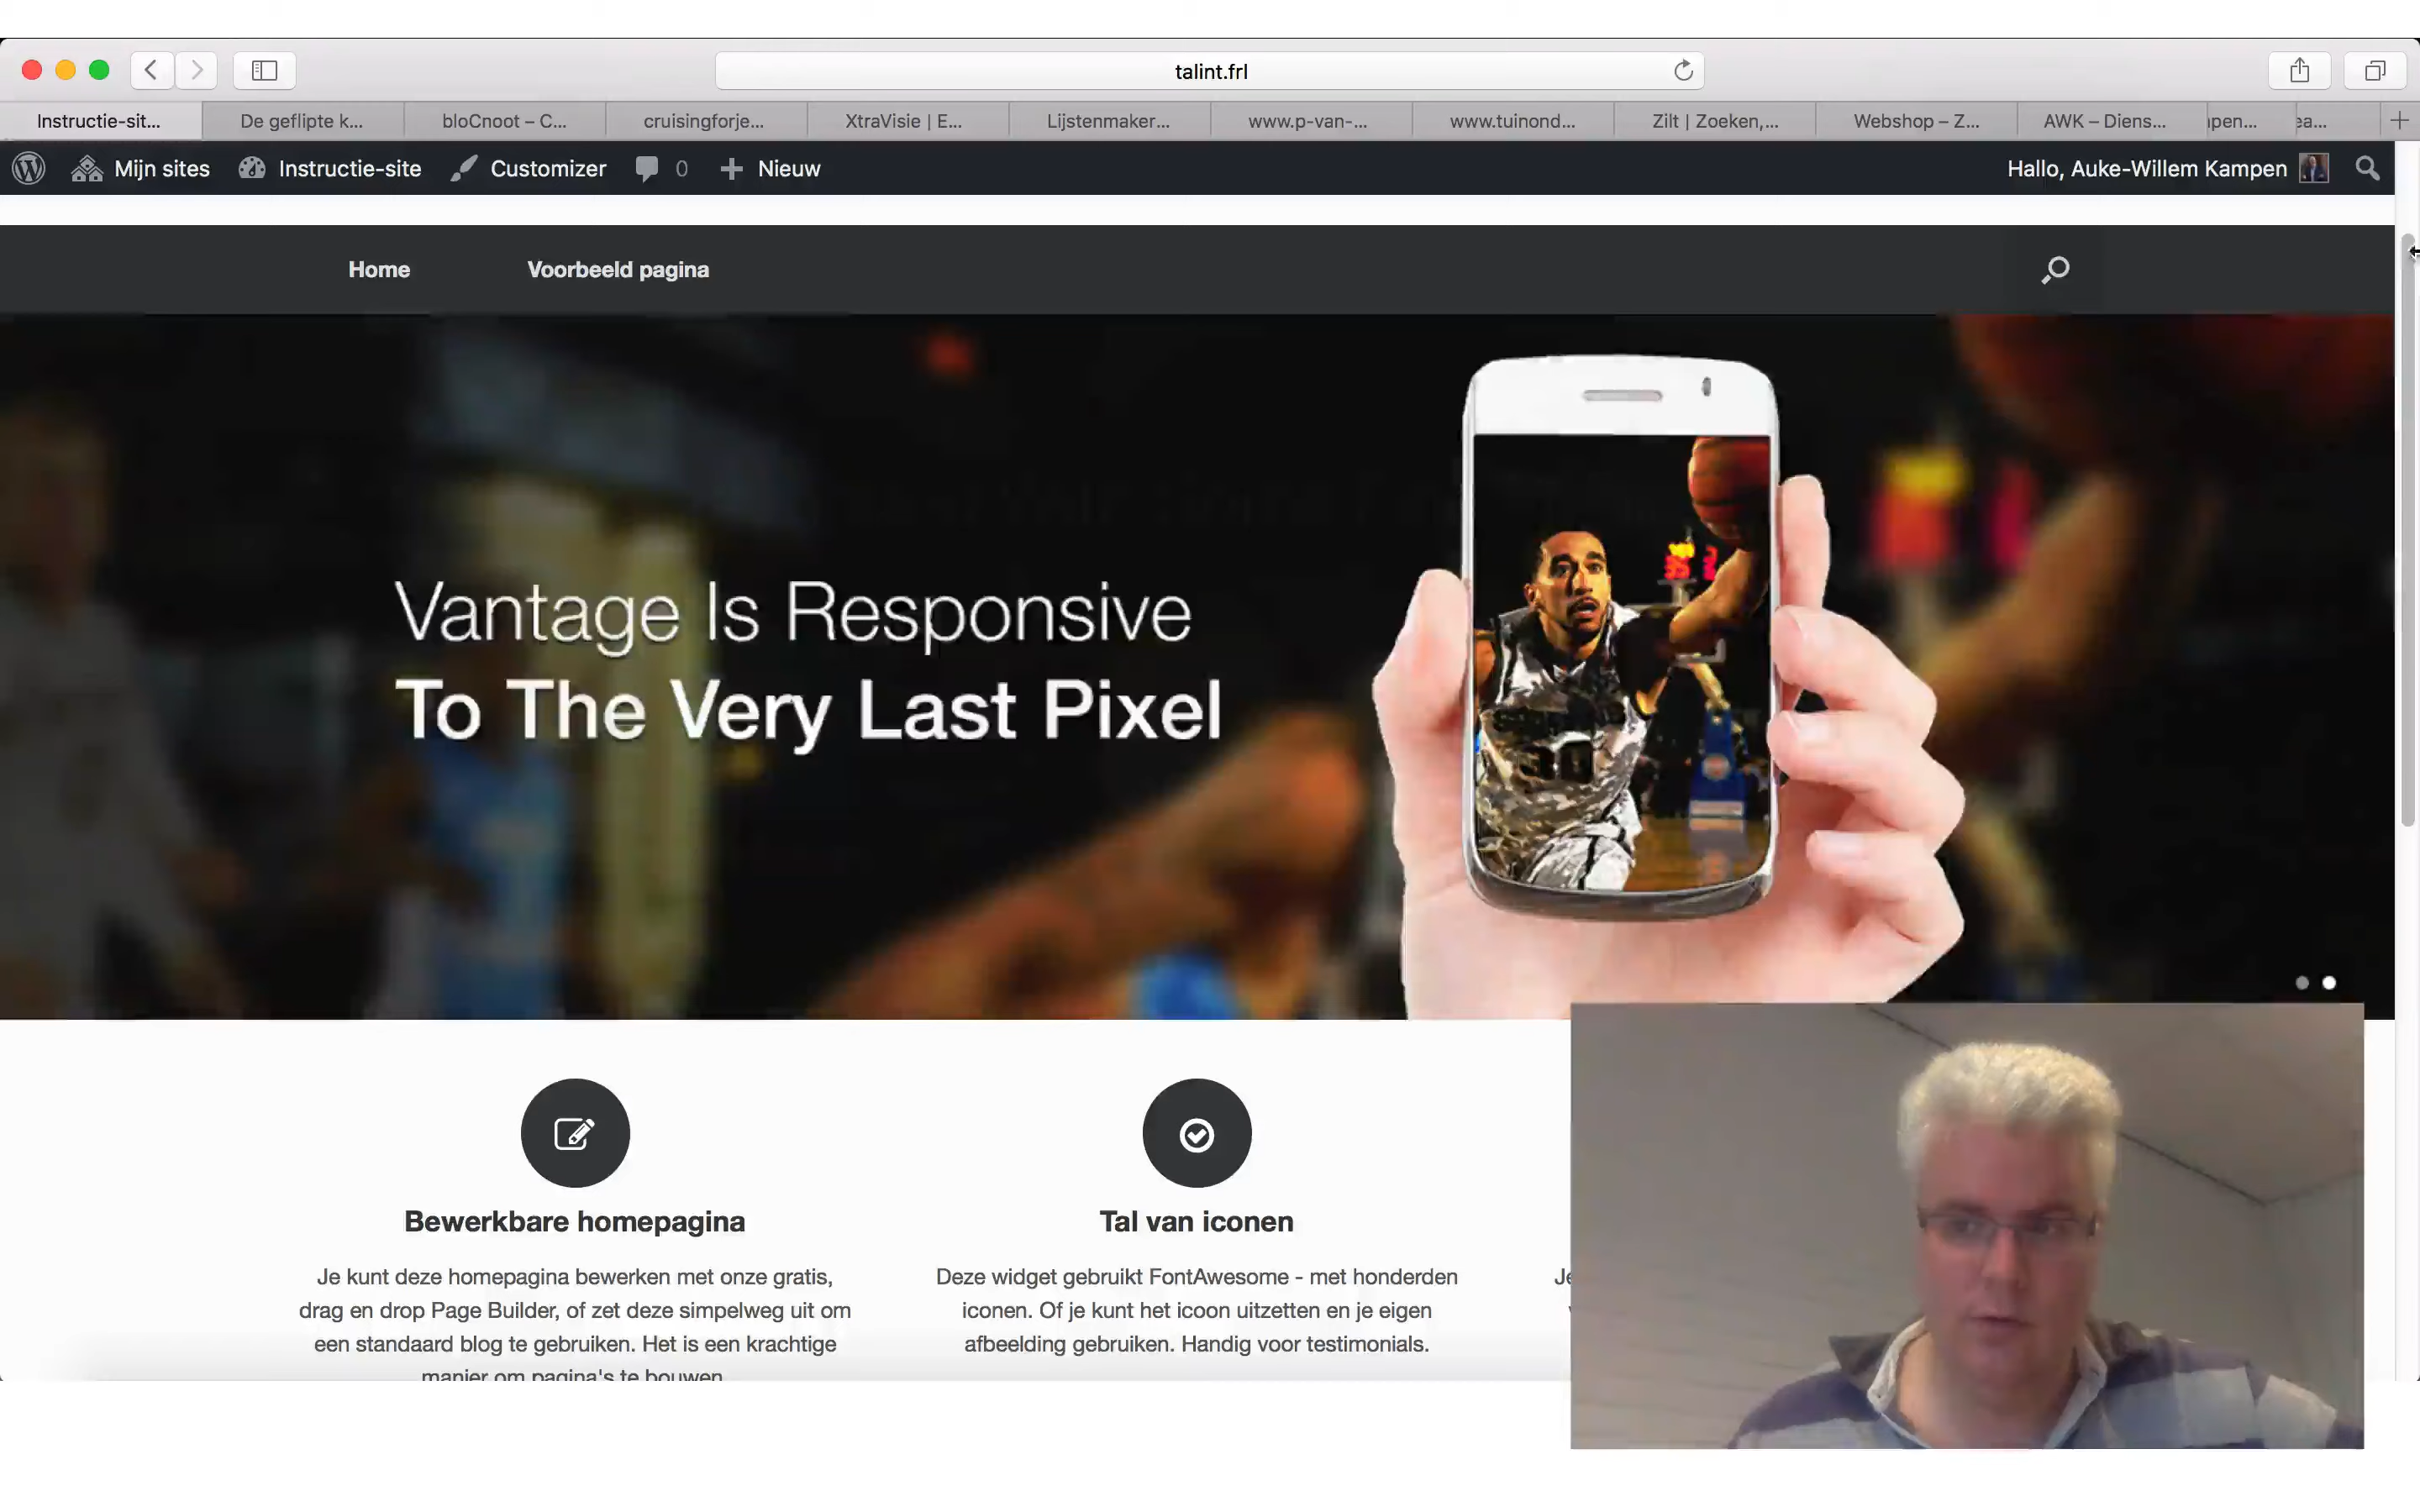 talint.frl
Instructie-sit...
De geflipte k...
bloCnoot – C...
cruisingforje...
XtraVisie | E...
Lijstenmaker...
www.p-van-...
www.tuinond...
Zilt | Zoeken,...
Webshop – Z...
AWK – Diens...
Mijn sites
Instructie-site
Customizer
0
Nieuw
Hallo, Auke-Willem Kampen
Home
Voorbeeld pagina
Vantage Is Responsive
To The Very Last Pixel
Bewerkbare homepagina
Je kunt deze homepagina bewerken met onze gratis,
drag en drop Page Builder, of zet deze simpelweg uit om
een standaard blog te gebruiken. Het is een krachtige
manier om pagina's te bouwen
Tal van iconen
Deze widget gebruikt FontAwesome - met honderden
iconen. Of je kunt het icoon uitzetten en je eigen
afbeelding gebruiken. Handig voor testimonials.